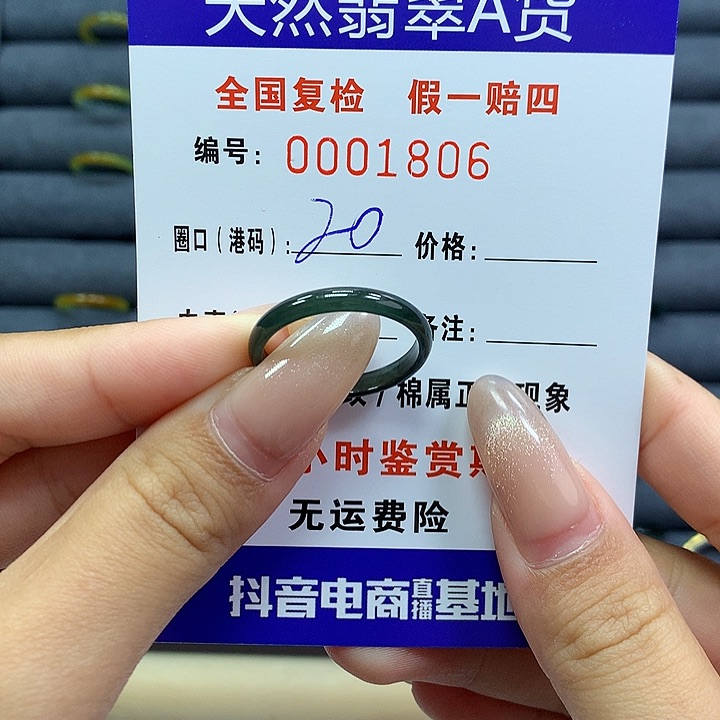 天然翡翠A货
全国复检 假一赔四
编号: 0001806
圈口(港码): 20 价格:
备注:
/棉属正 现象
小时鉴赏期
无运费险
抖音电商直播基地